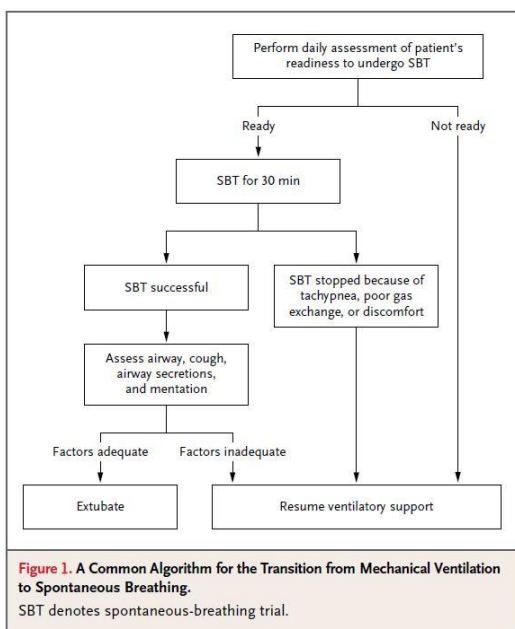 Perform daily assessment of patient's
readiness to undergo SBT
Ready
Not ready
SBT for 30 min
SBT successful
SBT stopped because of
tachypnea, poor gas
exchange, or discomfort
Assess airway, cough,
airway secretions,
and mentation
Factors adequate
Factors inadequate
Extubate
Resume ventilatory support
Figure 1. A Common Algorithm for the Transition from Mechanical Ventilation
to Spontaneous Breathing.
SBT denotes spontaneous-breathing trial.